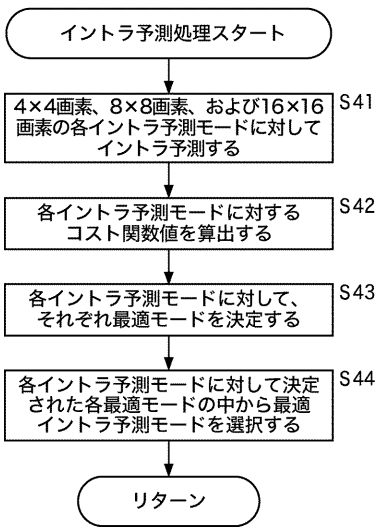 イントラ予測処理スタート
S41
4×4画素、8×8画素、および16×16
画素の各イントラ予測モードに対して
イントラ予測する
S42
各イントラ予測モードに対する
コスト関数値を算出する
S43
各イントラ予測モードに対して、
それぞれ最適モードを決定する
S44
各イントラ予測モードに対して決定
された各最適モードの中から最適
イントラ予測モードを選択する
リターン